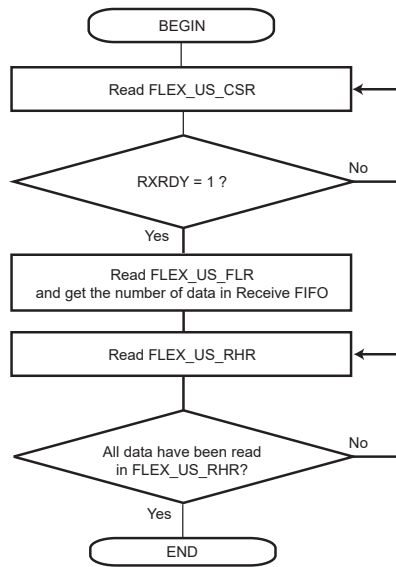 BEGIN
Read FLEX_US_CSR
RXRDY = 1 ?
No
Yes
Read FLEX_US_FLR
and get the number of data in Receive FIFO
Read FLEX_US_RHR
All data have been read
in FLEX_US_RHR?
No
Yes
END